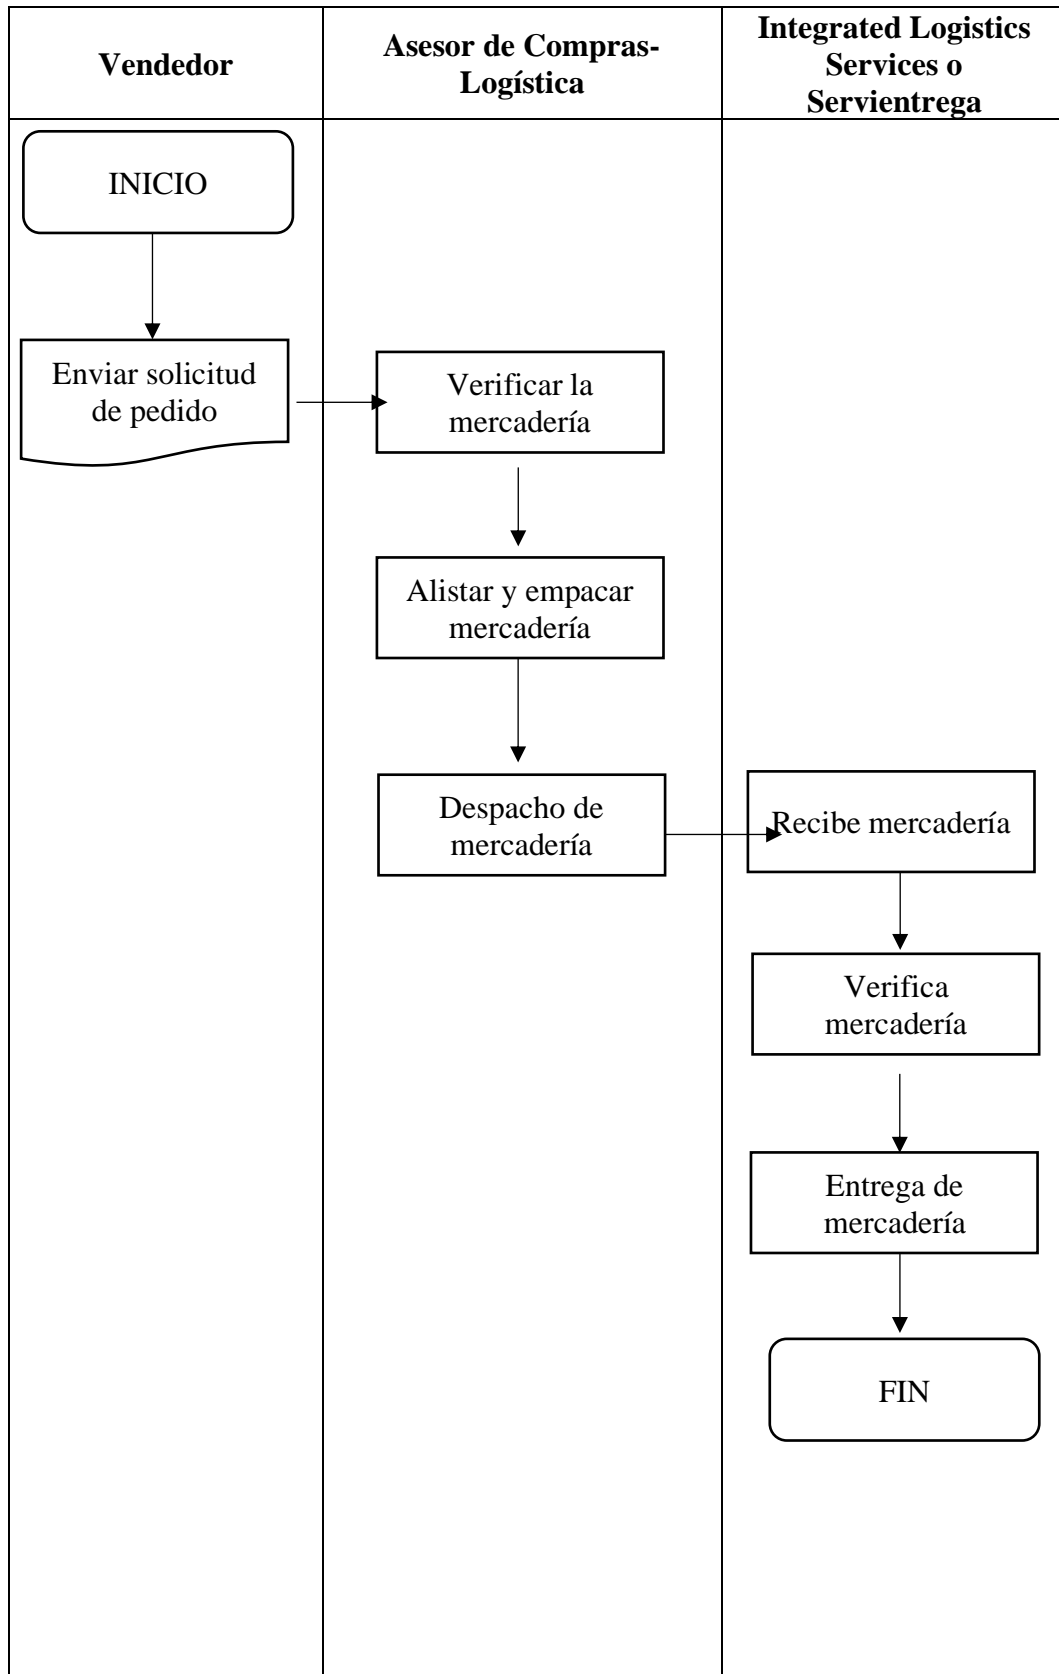 Vendedor
Asesor de Compras-
Logística
Integrated Logistics
Services o
Servientrega
INICIO
Enviar solicitud
de pedido
Verificar la
mercadería
Alistar y empacar
mercadería
Despacho de
mercadería
Recibe mercadería
Verifica
mercadería
Entrega de
mercadería
FIN